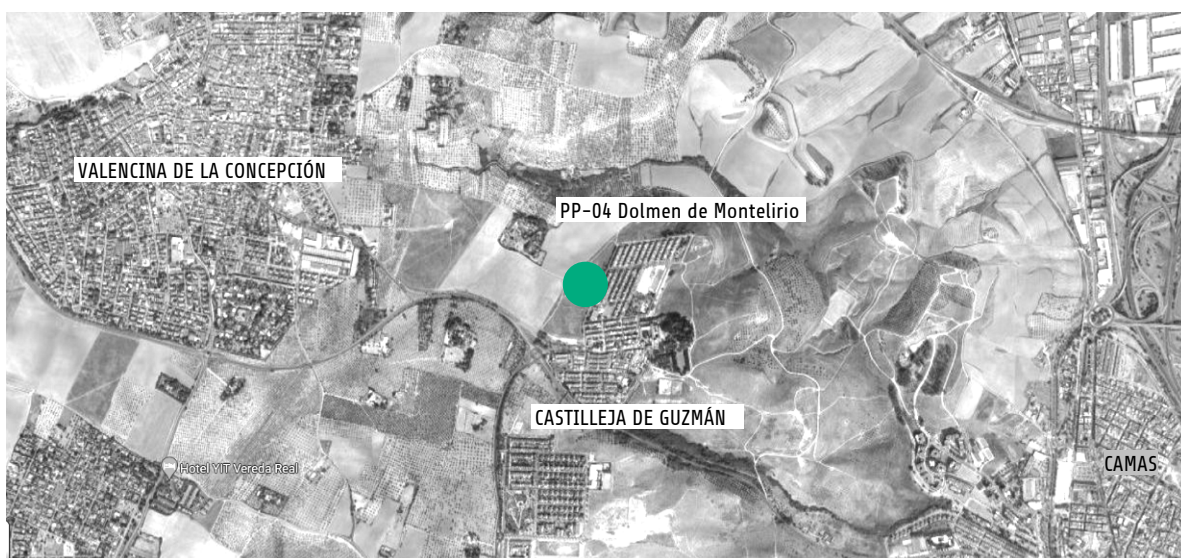 VALENCINA DE LA CONCEPCIÓN
PP-04 Dolmen de Montelirio
CASTILLEJA DE GUZMÁN
CAMAS
Hotel YIT Vereda Real